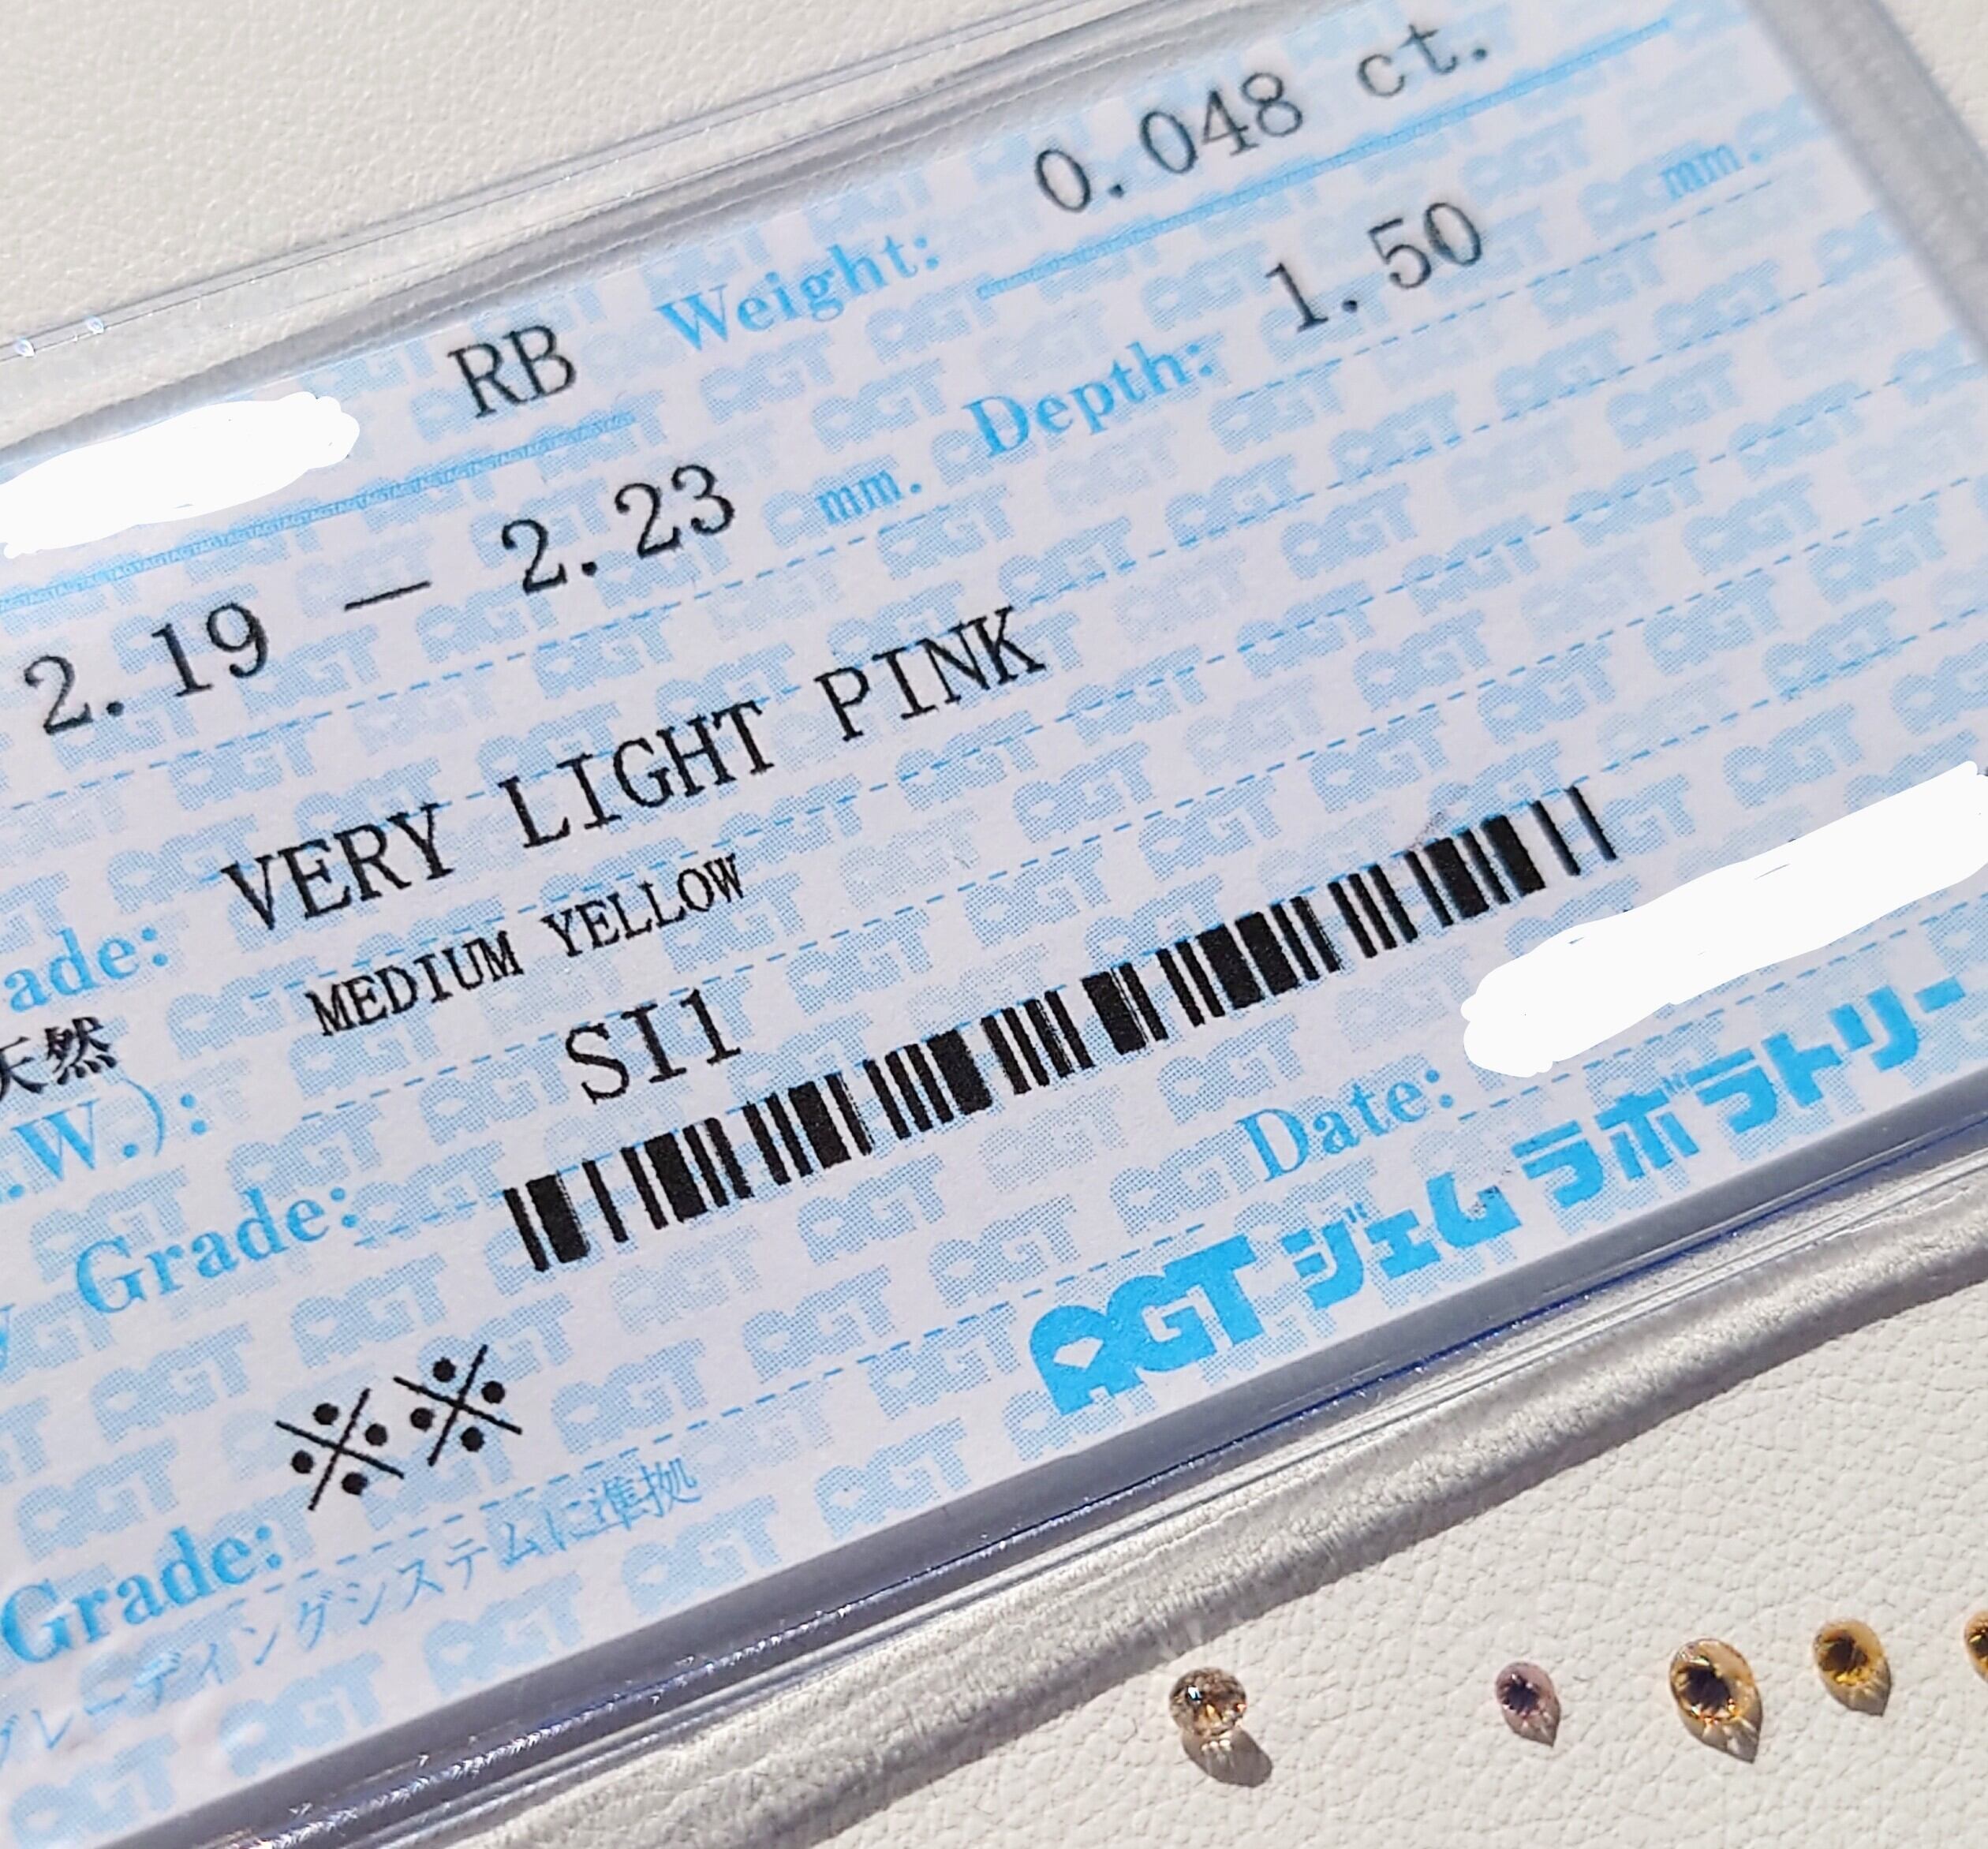 RB Weight: 0.048 ct.
2.19 － 2.23 mm. Depth: 1.50 mm.
ade: VERY LIGHT PINK
天然 MEDIUM YELLOW
.W.):
Grade: SI1
Date:
AGT ジェム ラボラトリー
Grade: ※※
グレーディングシステムに準拠